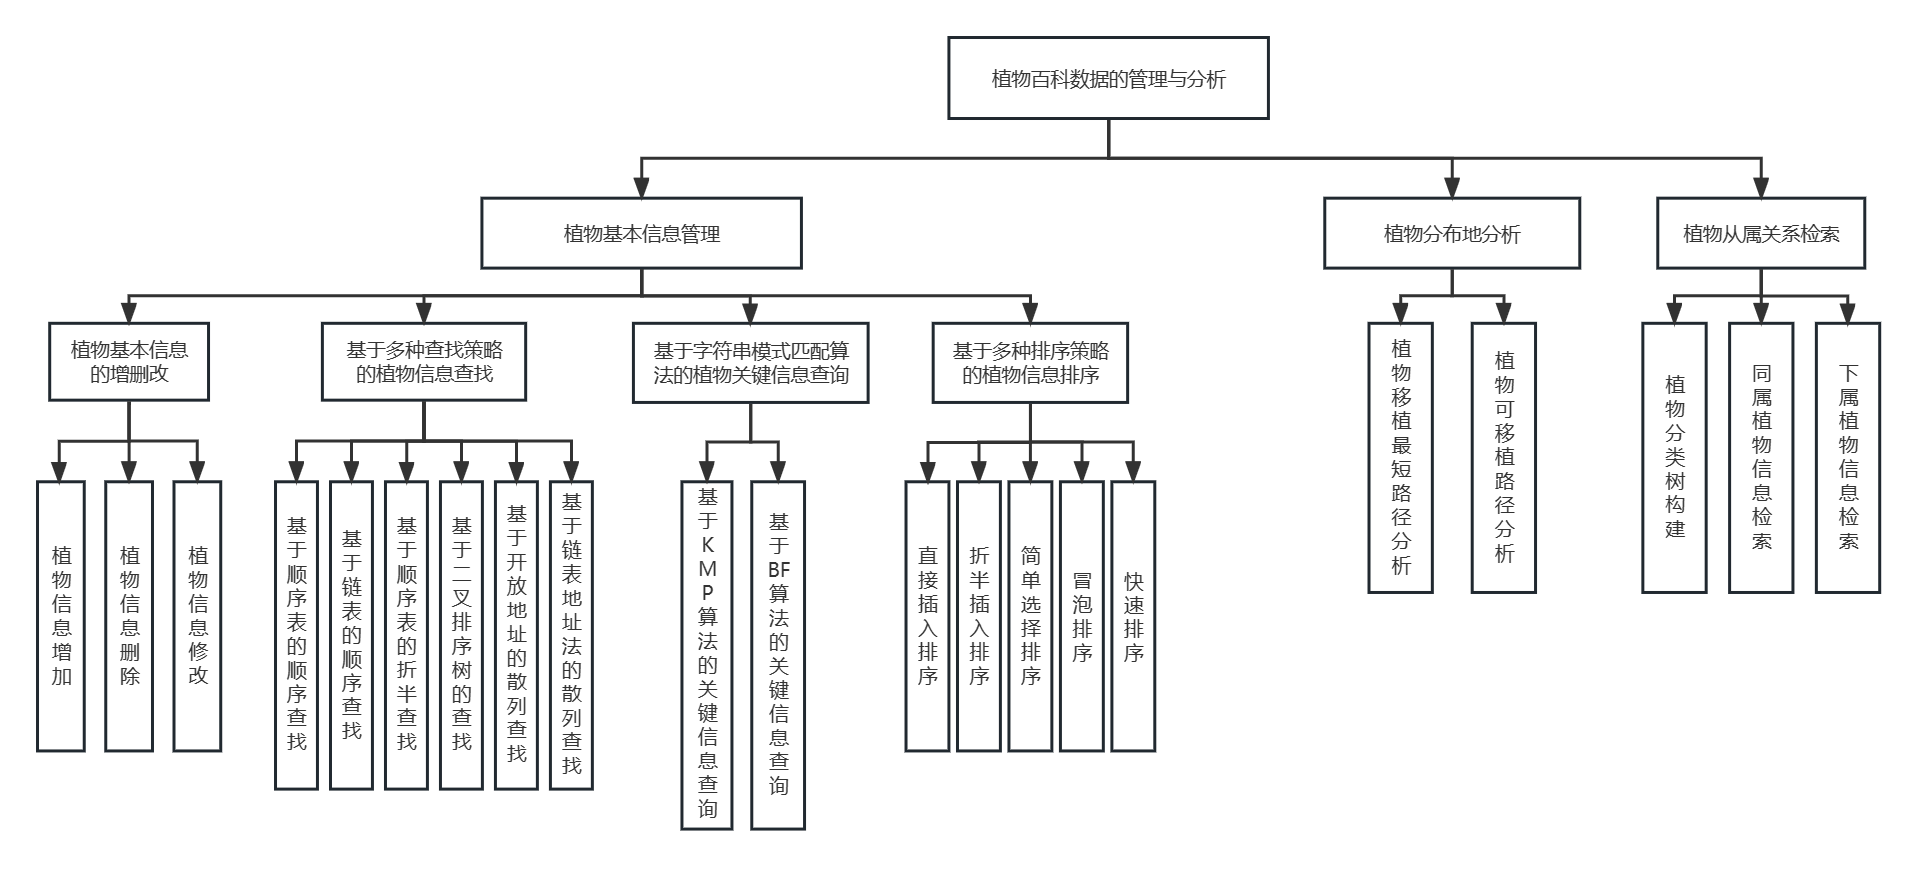 植物百科数据的管理与分析
植物基本信息管理
植物分布地分析
植物从属关系检索
植物基本信息
的增删改
基于多种查找策略
的植物信息查找
基于字符串模式匹配算
法的植物关键信息查询
基于多种排序策略
的植物信息排序
植物移植最短路径分析
植物可移植路径分析
植物分类树构建
同属植物信息检索
下属植物信息检索
植物信息增加
植物信息删除
植物信息修改
基于顺序表的顺序查找
基于链表的顺序查找
基于顺序表的折半查找
基于二叉排序树的查找
基于开放地址的散列查找
基于链表地址法的散列查找
基于KMP算法的关键信息查询
基于BF算法的关键信息查询
直接插入排序
折半插入排序
简单选择排序
冒泡排序
快速排序